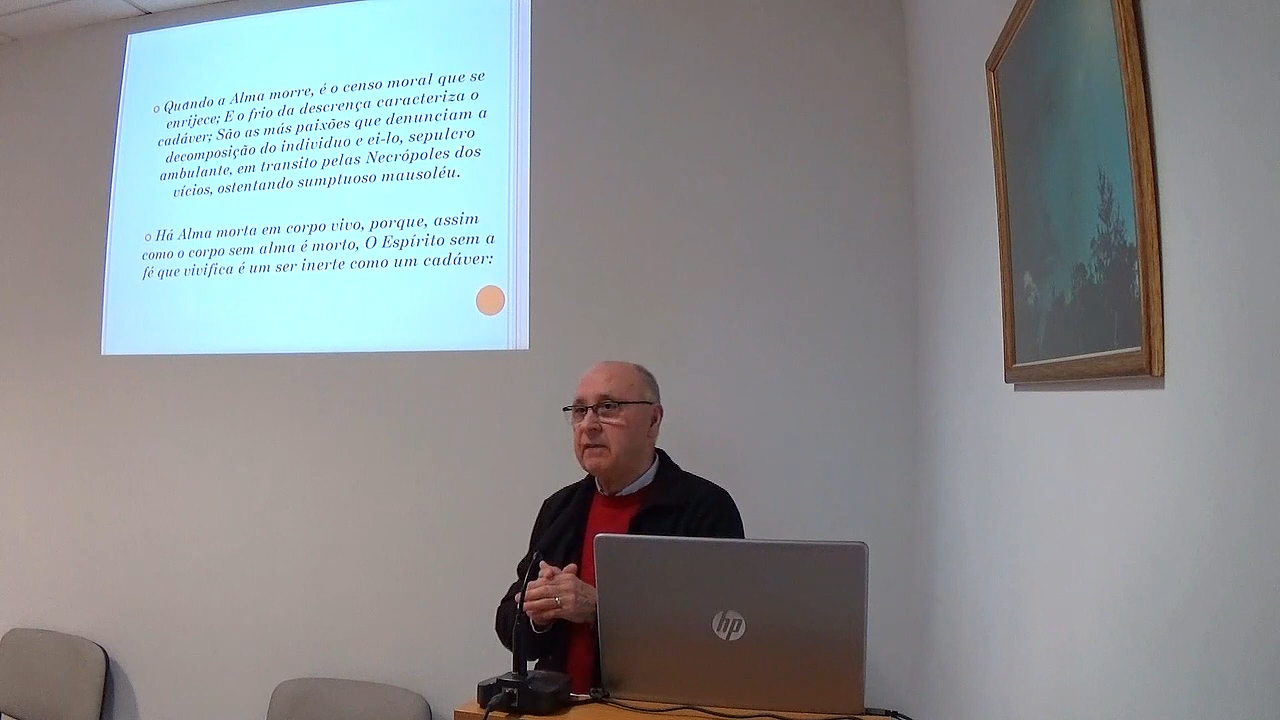 Quando a Alma morre, é o censo moral que se
enrijece; E o frio da descrença caracteriza o
cadáver; São as más paixões que denunciam a
decomposição do individuo e ei-lo, sepulcro
ambulante, em transito pelas Necrópoles dos
vícios, ostentando sumptuoso mausoléu.
Há Alma morta em corpo vivo, porque, assim
como o corpo sem alma é morto, O Espírito sem a
fé que vivifica é um ser inerte como um cadáver:
hp